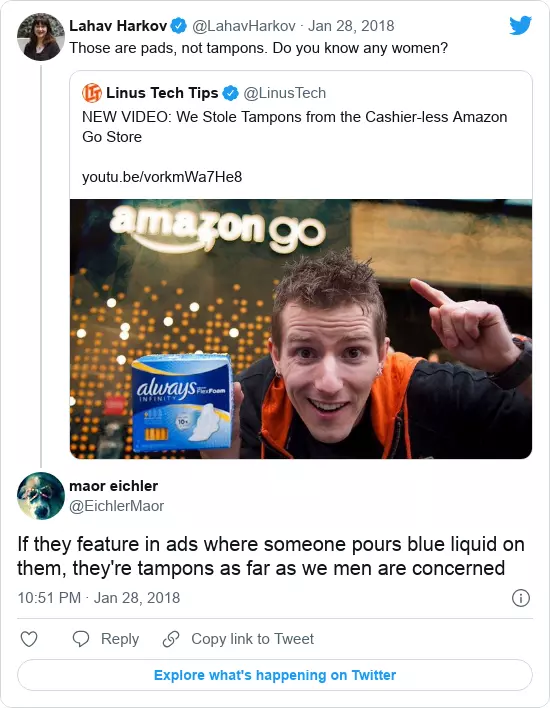 Lahav Harkov @LahavHarkov · Jan 28, 2018
Those are pads, not tampons. Do you know any women?
Linus Tech Tips @LinusTech
NEW VIDEO: We Stole Tampons from the Cashier-less Amazon
Go Store
youtu.be/vorkmWa7He8
amazon go
always
INFINITY FlexFoam
10+
maor eichler
@EichlerMaor
If they feature in ads where someone pours blue liquid on
them, they're tampons as far as we men are concerned
10:51 PM · Jan 28, 2018
Reply
Copy link to Tweet
Explore what's happening on Twitter